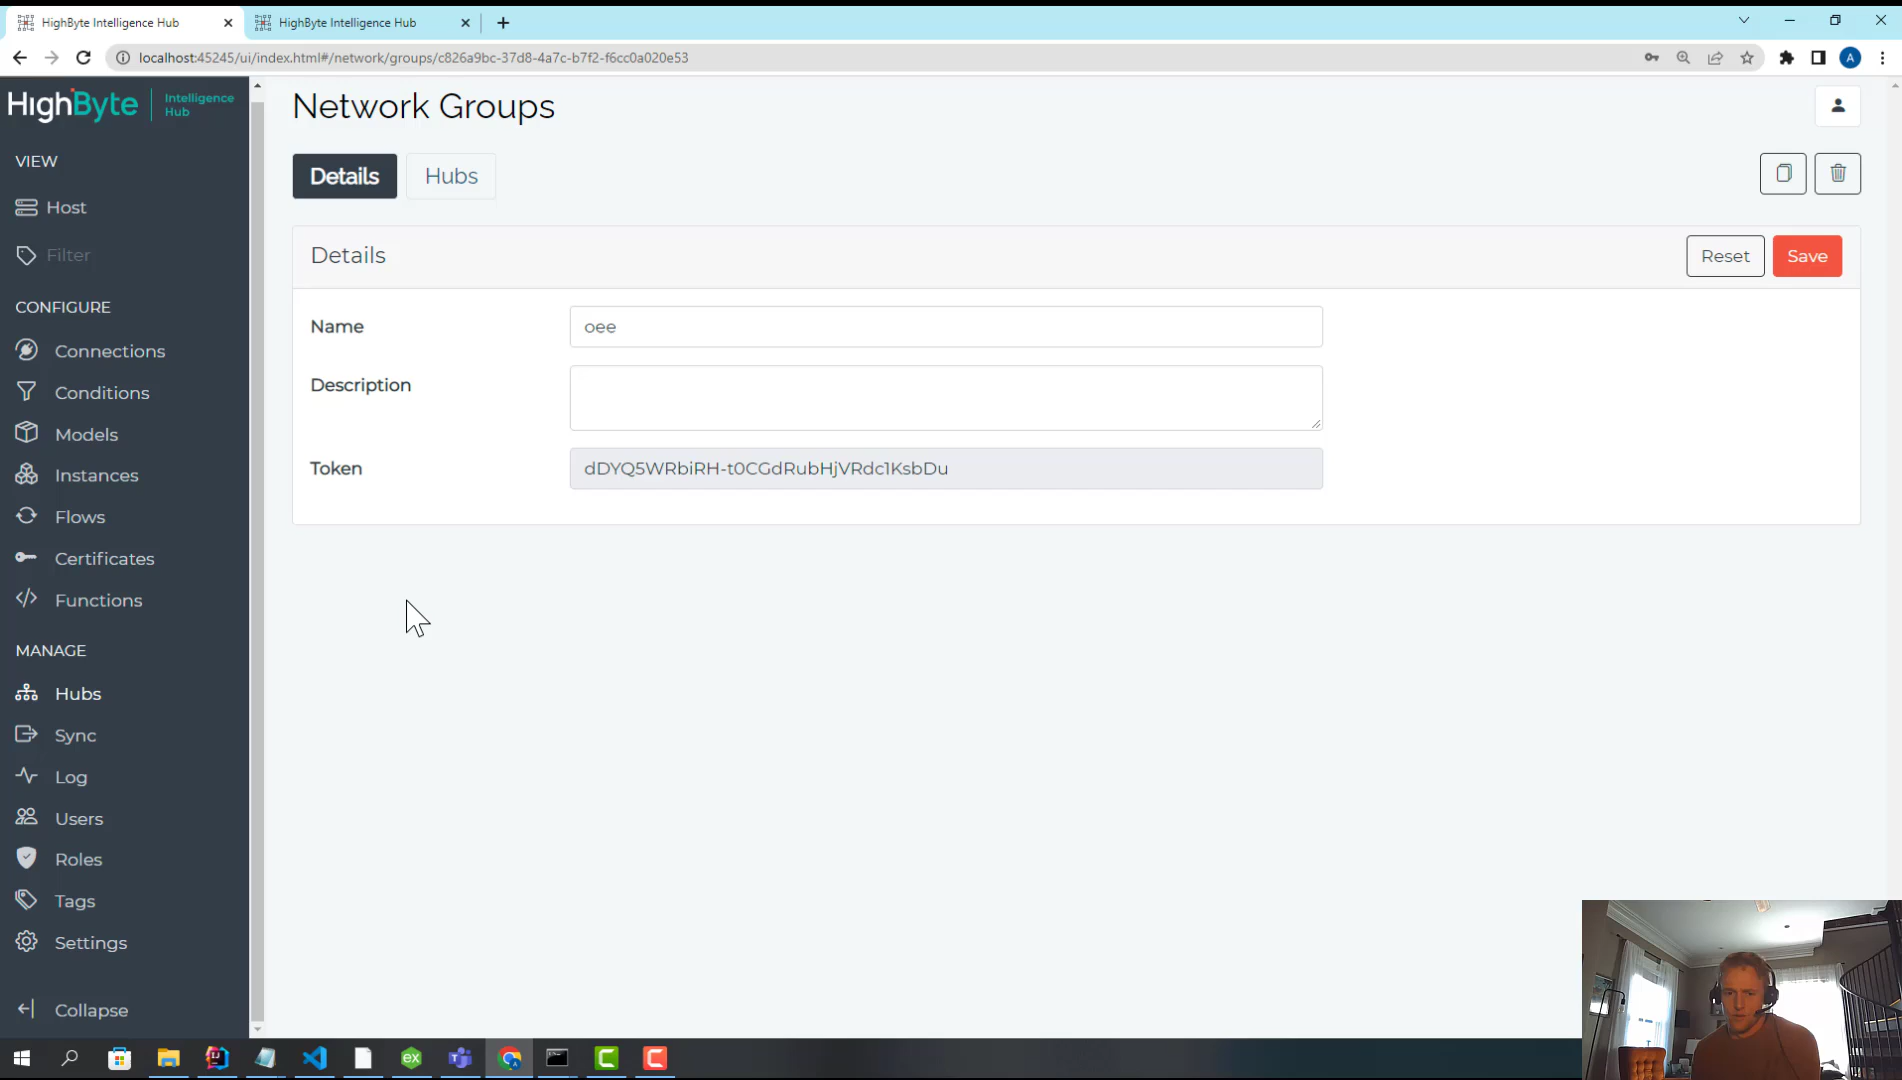 HighByte Intelligence Hub
HighByte Intelligence Hub
localhost:45245/ui/index.html#/network/groups/c826a9bc-37d8-4a7c-b7f2-f6cc0a020e53
A
HighByte
Intelligence
Hub
VIEW
Host
Filter
CONFIGURE
Connections
Conditions
Models
Instances
Flows
Certificates
Functions
MANAGE
Hubs
Sync
Log
Users
Roles
Tags
Settings
Collapse
Network Groups
Details
Hubs
Details
Reset
Save
Name
oee
Description
Token
dDYQ5WRbiRH-t0CGdRubHjVRdc1KsbDu
ex